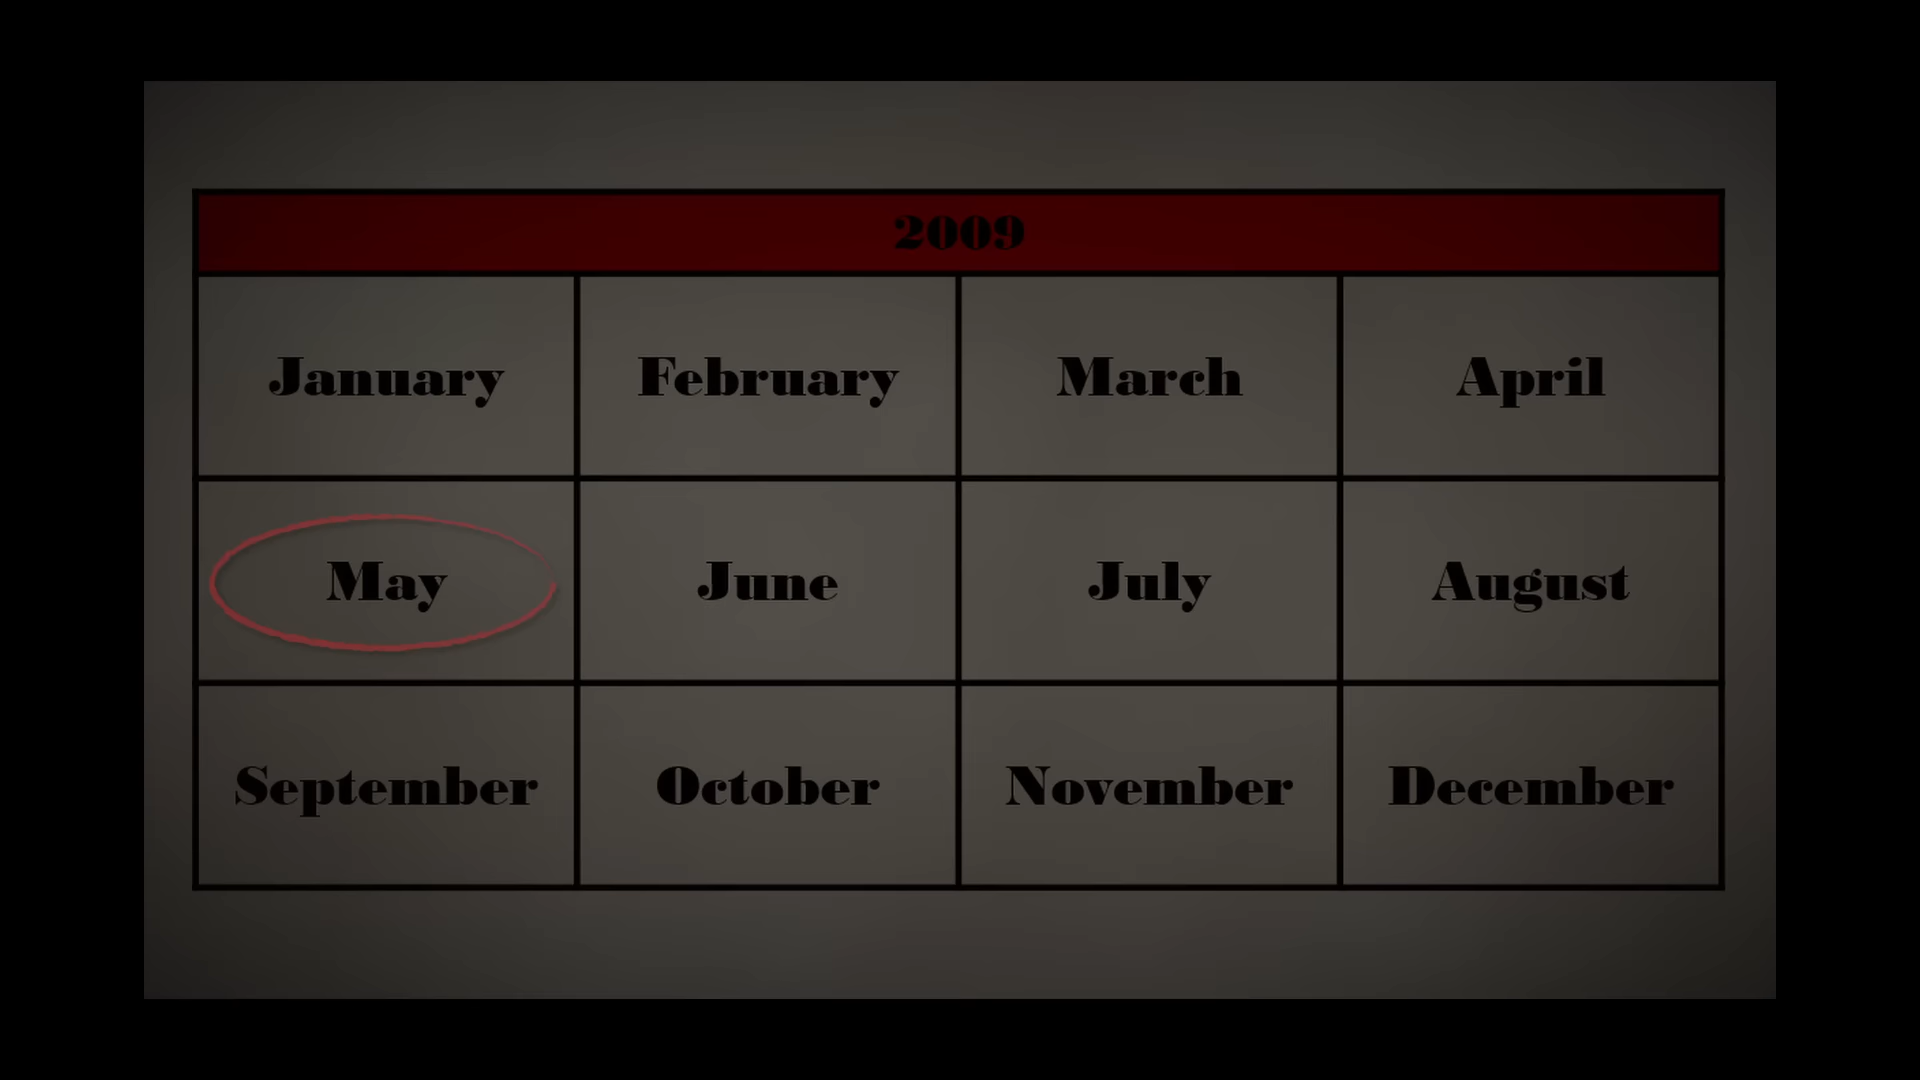 2009
January February March April
May June July August
September October November December